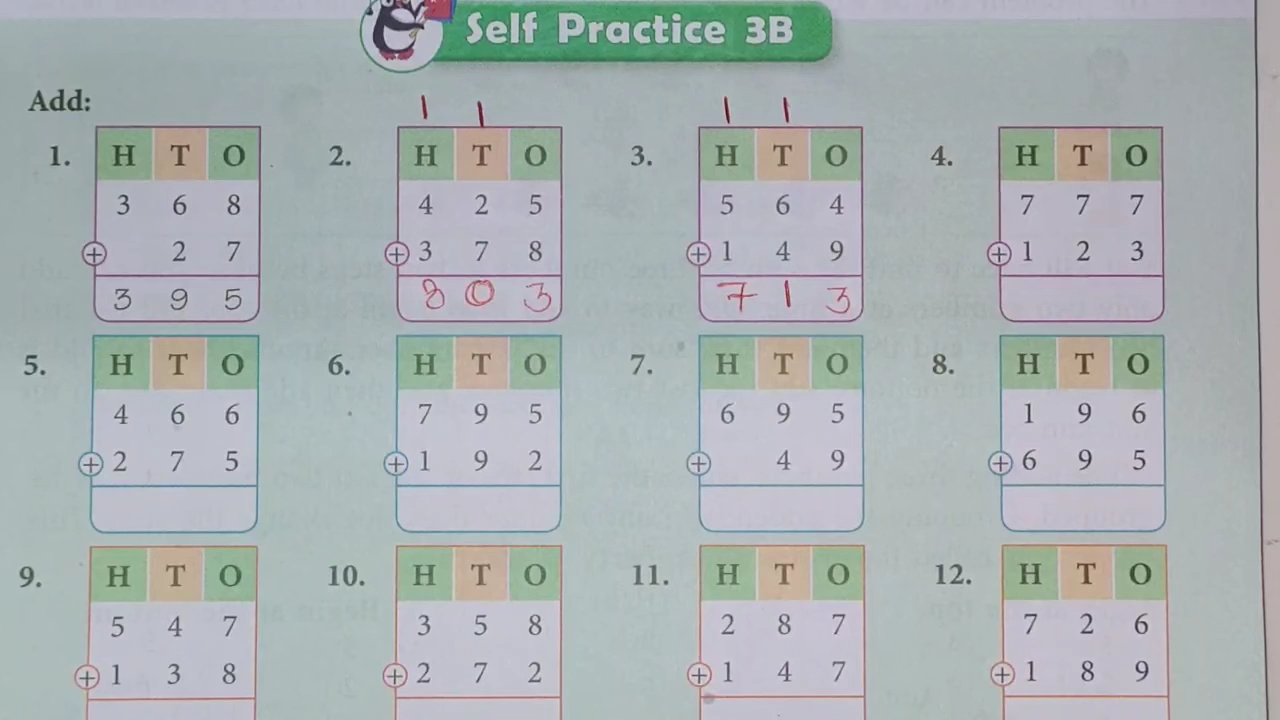 Self Practice 3B
Add:
1 1 1 1
1. H T O 2. H T O 3. H T O 4. H T O
3 6 8 4 2 5 5 6 4 7 7 7
+ 2 7 + 3 7 8 + 1 4 9 + 1 2 3
3 9 5 8 0 3 7 1 3
5. H T O 6. H T O 7. H T O 8. H T O
4 6 6 7 9 5 6 9 5 1 9 6
+ 2 7 5 + 1 9 2 + 4 9 + 6 9 5
9. H T O 10. H T O 11. H T O 12. H T O
5 4 7 3 5 8 2 8 7 7 2 6
+ 1 3 8 + 2 7 2 + 1 4 7 + 1 8 9